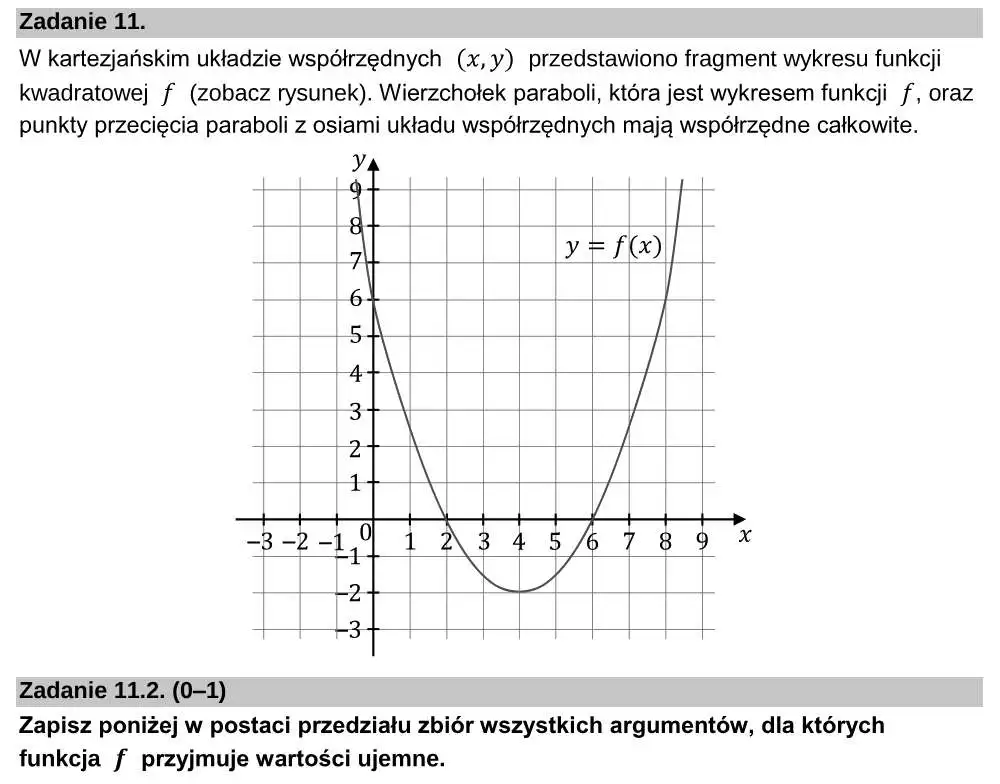 Zadanie 11.
W kartezjańskim układzie współrzędnych (x, y) przedstawiono fragment wykresu funkcji
kwadratowej f (zobacz rysunek). Wierzchołek paraboli, która jest wykresem funkcji f, oraz
punkty przecięcia paraboli z osiami układu współrzędnych mają współrzędne całkowite.
y
9
8
y = f(x)
7
6
5
4
3
2
1
−3 −2 −1 0 1 2 3 4 5 6 7 8 9 x
−1
−2
−3
Zadanie 11.2. (0–1)
Zapisz poniżej w postaci przedziału zbiór wszystkich argumentów, dla których
funkcja f przyjmuje wartości ujemne.